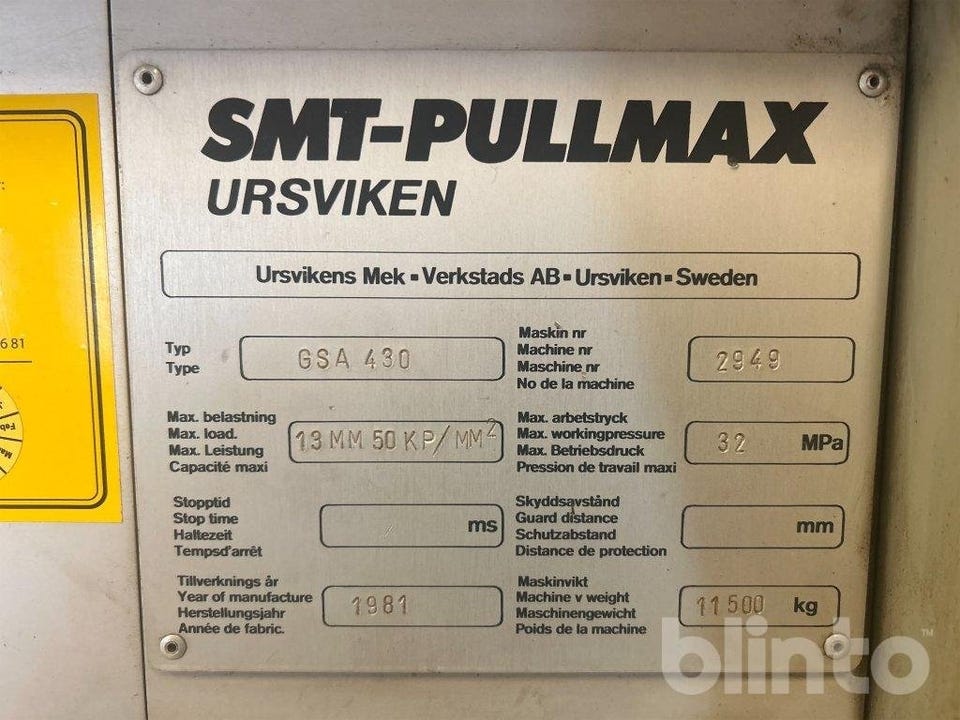 SMT-PULLMAX
URSVIKEN
Ursvikens Mek-Verkstads AB-Ursviken-Sweden
Typ
Type
GSA 430
Maskin nr
Machine nr
Maschine nr
No de la machine
2949
Max. belastning
Max. load.
Max. Leistung
Capacité maxi
13 MM 50 KP/MM²
Max. arbetstryck
Max. workingpressure
Max. Betriebsdruck
Pression de travail maxi
32 MPa
Stopptid
Stop time
Haltezeit
Tempsd'arrêt
ms
Skyddsavstånd
Guard distance
Schutzabstand
Distance de protection
mm
Tillverknings år
Year of manufacture
Herstellungsjahr
Année de fabric.
1981
Maskinvikt
Machine v weight
Maschinengewicht
Poids de la machine
11500 kg
blinto™